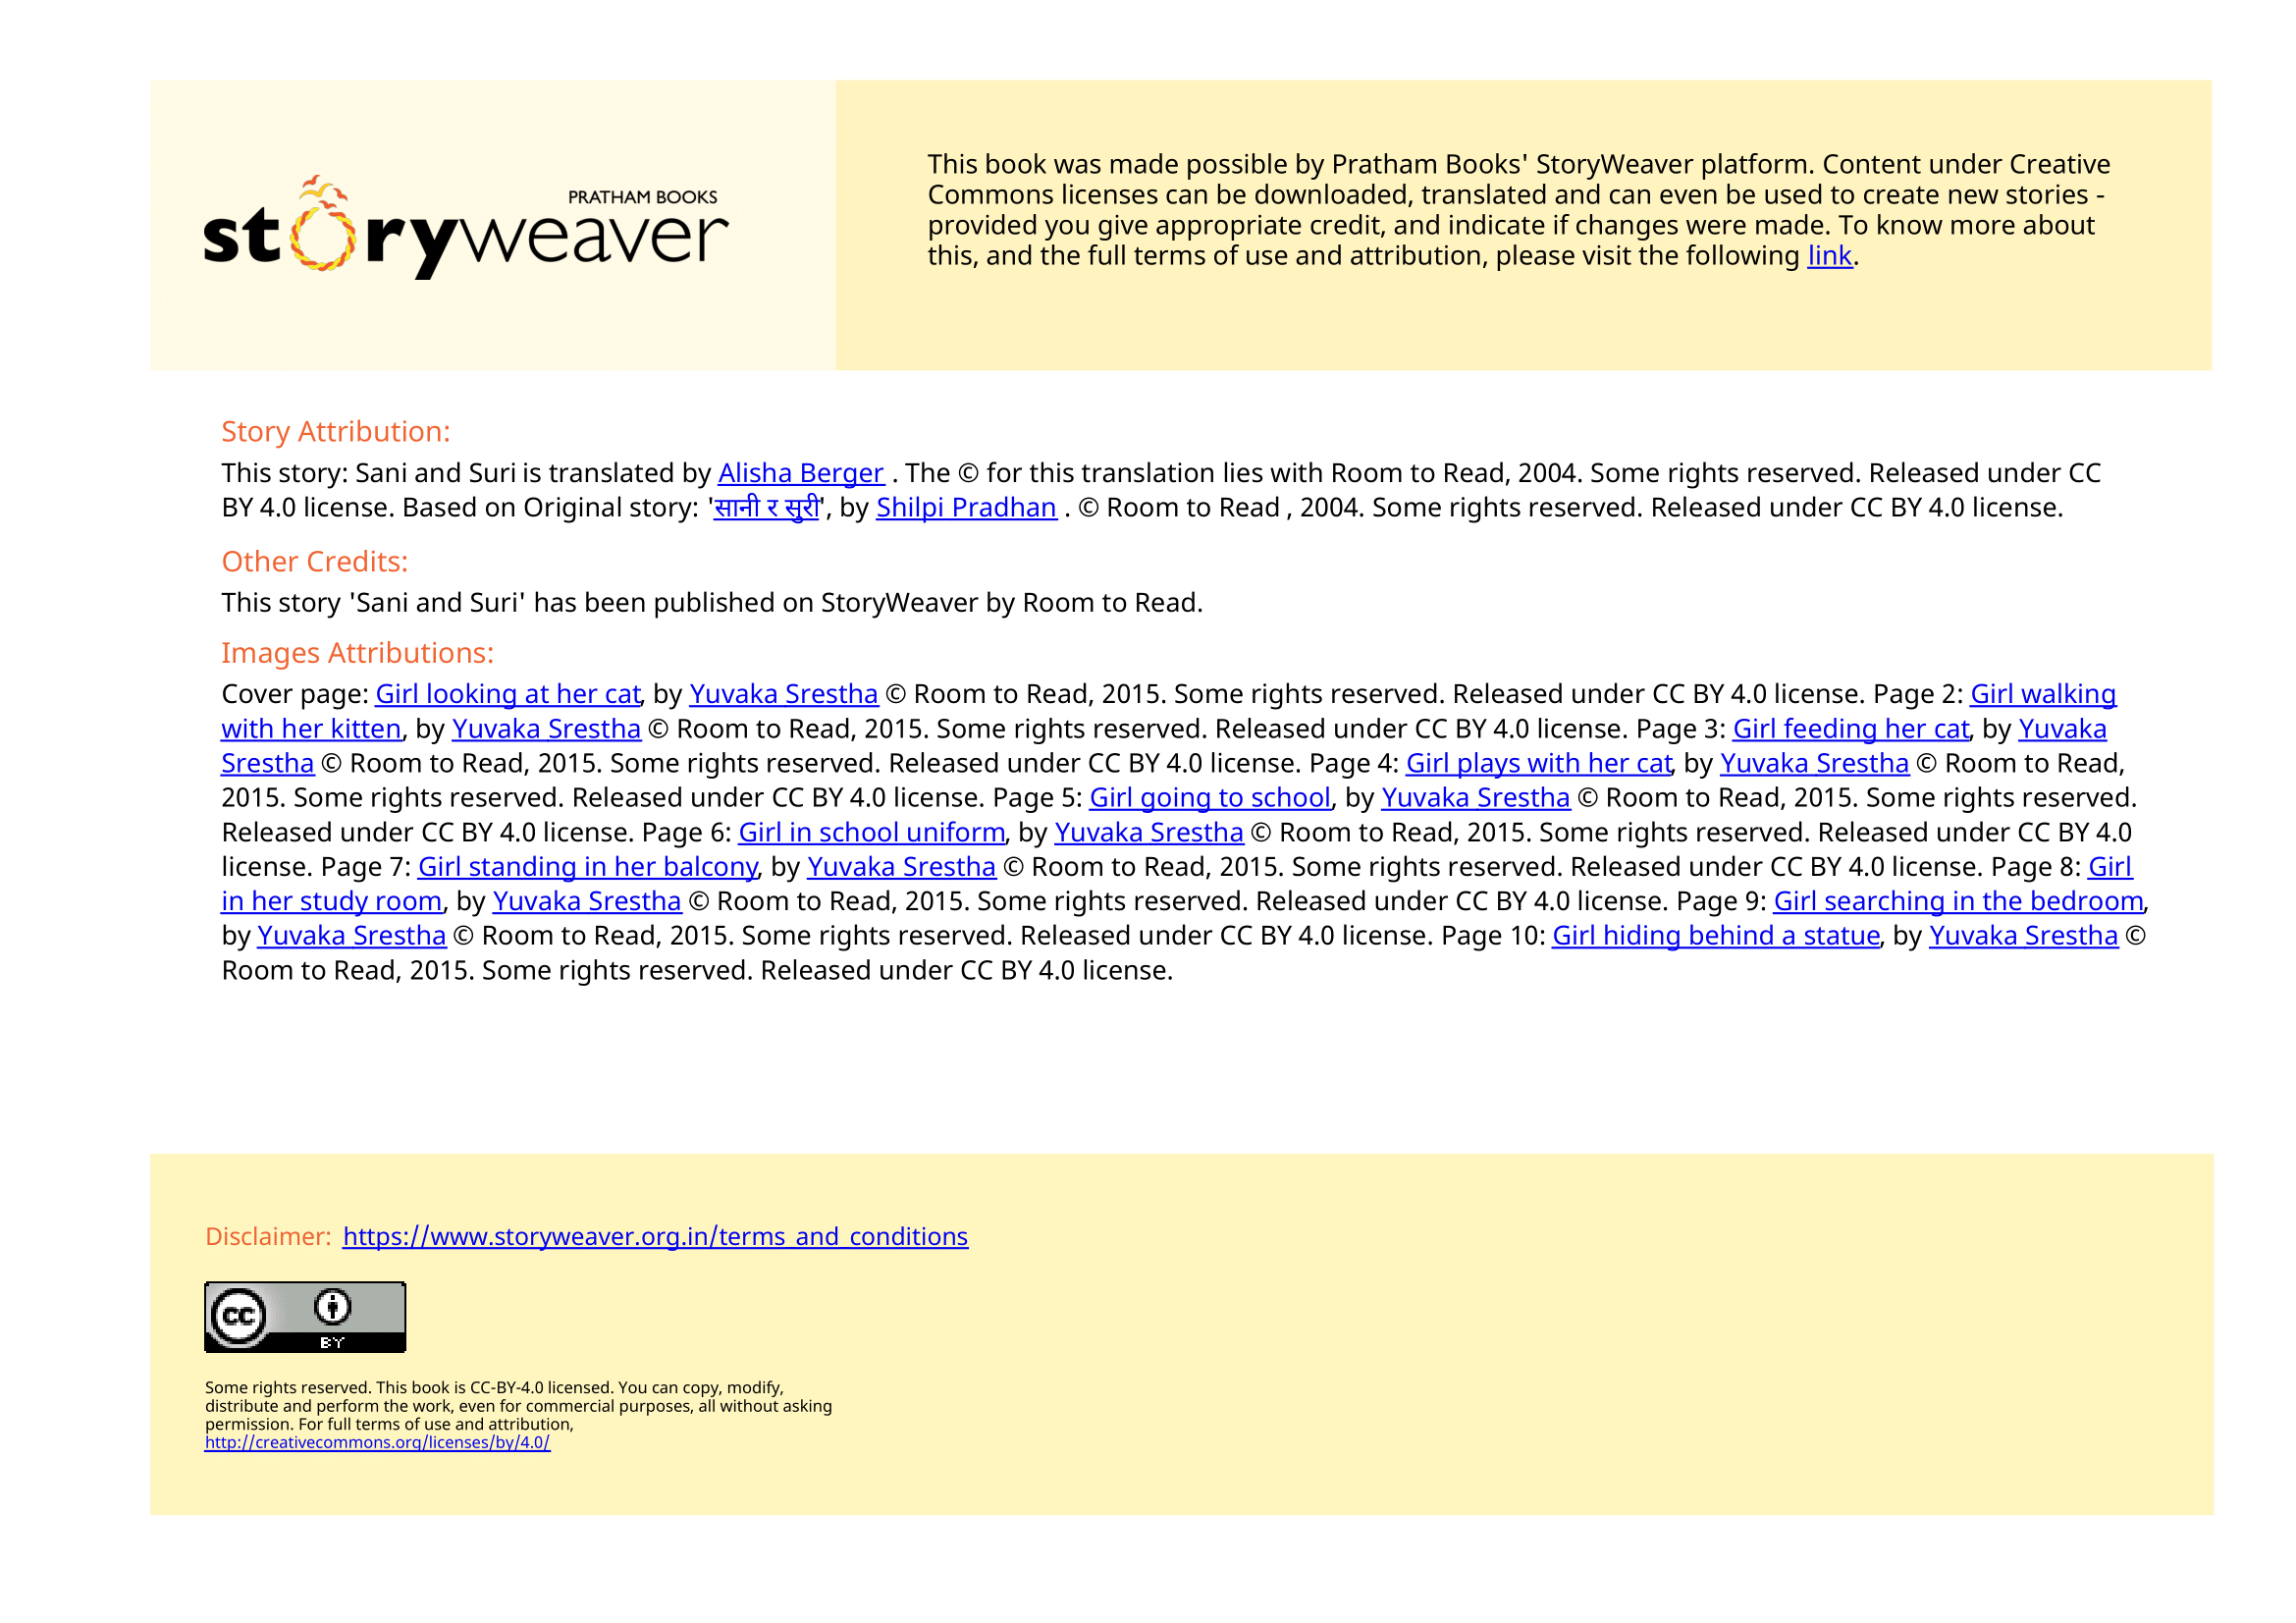 PRATHAM BOOKS
storyweaver
This book was made possible by Pratham Books' StoryWeaver platform. Content under Creative
Commons licenses can be downloaded, translated and can even be used to create new stories -
provided you give appropriate credit, and indicate if changes were made. To know more about
this, and the full terms of use and attribution, please visit the following link.
Story Attribution:
This story: Sani and Suri is translated by Alisha Berger . The © for this translation lies with Room to Read, 2004. Some rights reserved. Released under CC
BY 4.0 license. Based on Original story: 'सानी र सुरी', by Shilpi Pradhan . © Room to Read , 2004. Some rights reserved. Released under CC BY 4.0 license.
Other Credits:
This story 'Sani and Suri' has been published on StoryWeaver by Room to Read.
Images Attributions:
Cover page: Girl looking at her cat, by Yuvaka Srestha © Room to Read, 2015. Some rights reserved. Released under CC BY 4.0 license. Page 2: Girl walking
with her kitten, by Yuvaka Srestha © Room to Read, 2015. Some rights reserved. Released under CC BY 4.0 license. Page 3: Girl feeding her cat, by Yuvaka
Srestha © Room to Read, 2015. Some rights reserved. Released under CC BY 4.0 license. Page 4: Girl plays with her cat, by Yuvaka Srestha © Room to Read,
2015. Some rights reserved. Released under CC BY 4.0 license. Page 5: Girl going to school, by Yuvaka Srestha © Room to Read, 2015. Some rights reserved.
Released under CC BY 4.0 license. Page 6: Girl in school uniform, by Yuvaka Srestha © Room to Read, 2015. Some rights reserved. Released under CC BY 4.0
license. Page 7: Girl standing in her balcony, by Yuvaka Srestha © Room to Read, 2015. Some rights reserved. Released under CC BY 4.0 license. Page 8: Girl
in her study room, by Yuvaka Srestha © Room to Read, 2015. Some rights reserved. Released under CC BY 4.0 license. Page 9: Girl searching in the bedroom,
by Yuvaka Srestha © Room to Read, 2015. Some rights reserved. Released under CC BY 4.0 license. Page 10: Girl hiding behind a statue, by Yuvaka Srestha ©
Room to Read, 2015. Some rights reserved. Released under CC BY 4.0 license.
Disclaimer: https://www.storyweaver.org.in/terms_and_conditions
cc
BY
Some rights reserved. This book is CC-BY-4.0 licensed. You can copy, modify,
distribute and perform the work, even for commercial purposes, all without asking
permission. For full terms of use and attribution,
http://creativecommons.org/licenses/by/4.0/